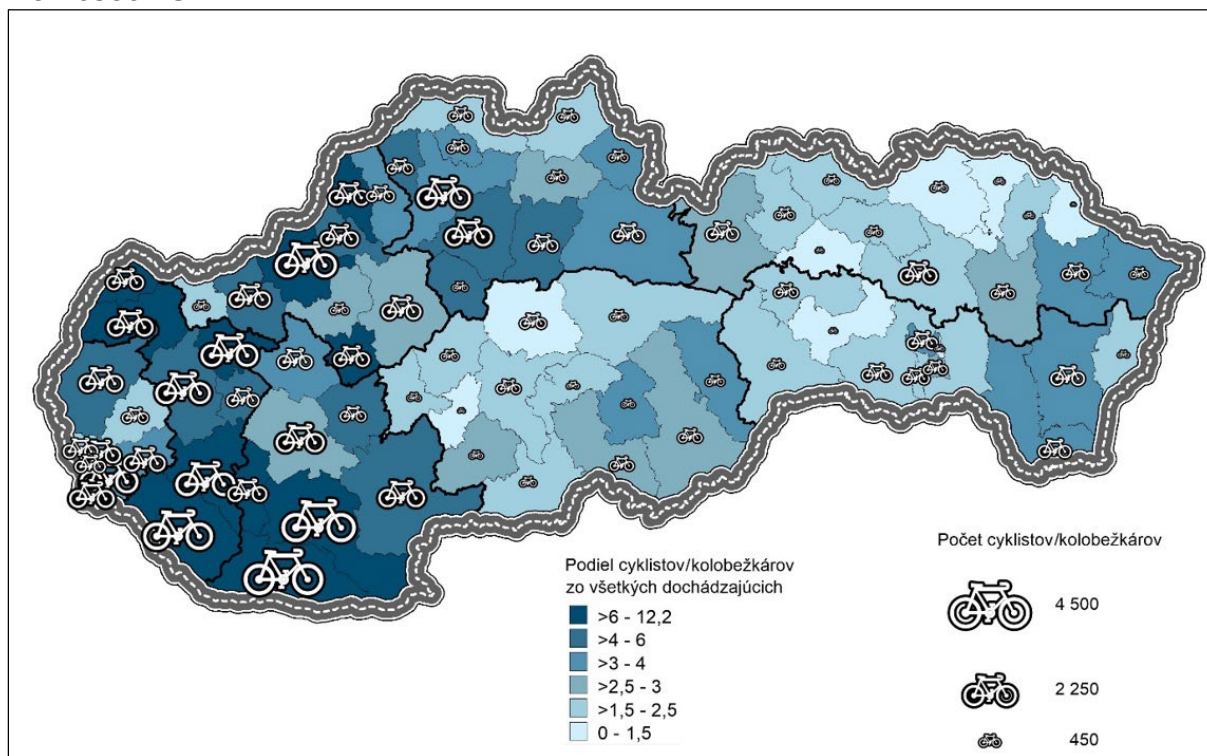 Podiel cyklistov/kolobežkárov
zo všetkých dochádzajúcich
>6 - 12,2
>4 - 6
>3 - 4
>2,5 - 3
>1,5 - 2,5
0 - 1,5
Počet cyklistov/kolobežkárov
4 500
2 250
450